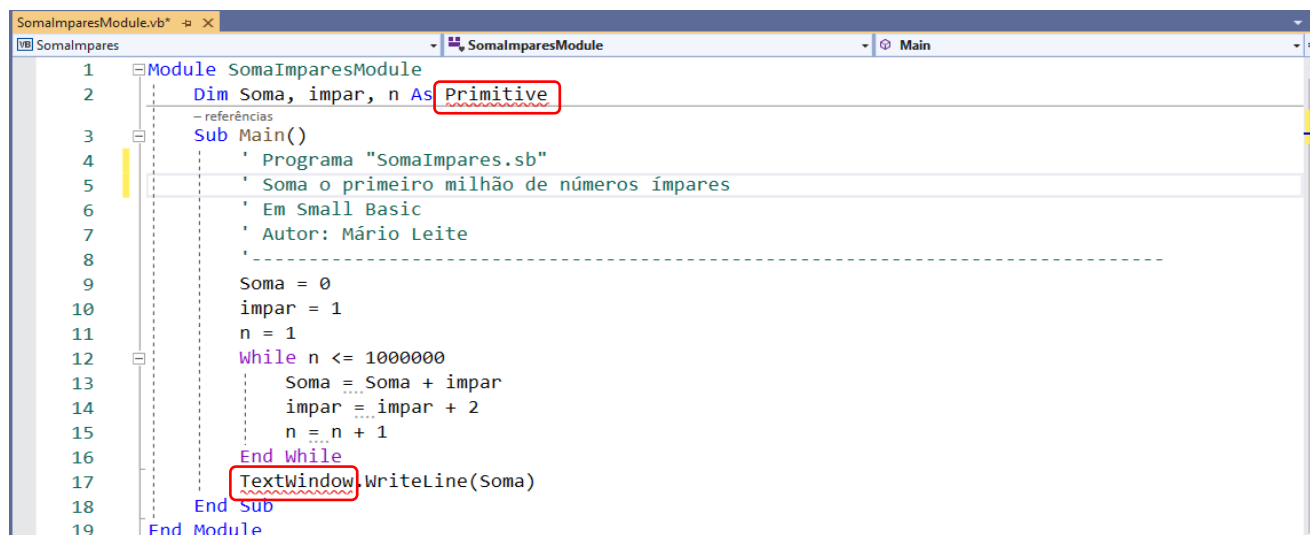 SomaImparesModule.vb*
VB SomaImpares SomaImparesModule Main
1 Module SomaImparesModule
2 Dim Soma, impar, n As Primitive
– referências
3 Sub Main()
4 ' Programa "SomaImpares.sb"
5 ' Soma o primeiro milhão de números ímpares
6 ' Em Small Basic
7 ' Autor: Mário Leite
8 '--------------------------------------------------------------------------------
9 Soma = 0
10 impar = 1
11 n = 1
12 While n <= 1000000
13 Soma = Soma + impar
14 impar = impar + 2
15 n = n + 1
16 End While
17 TextWindow.WriteLine(Soma)
18 End Sub
19 End Module